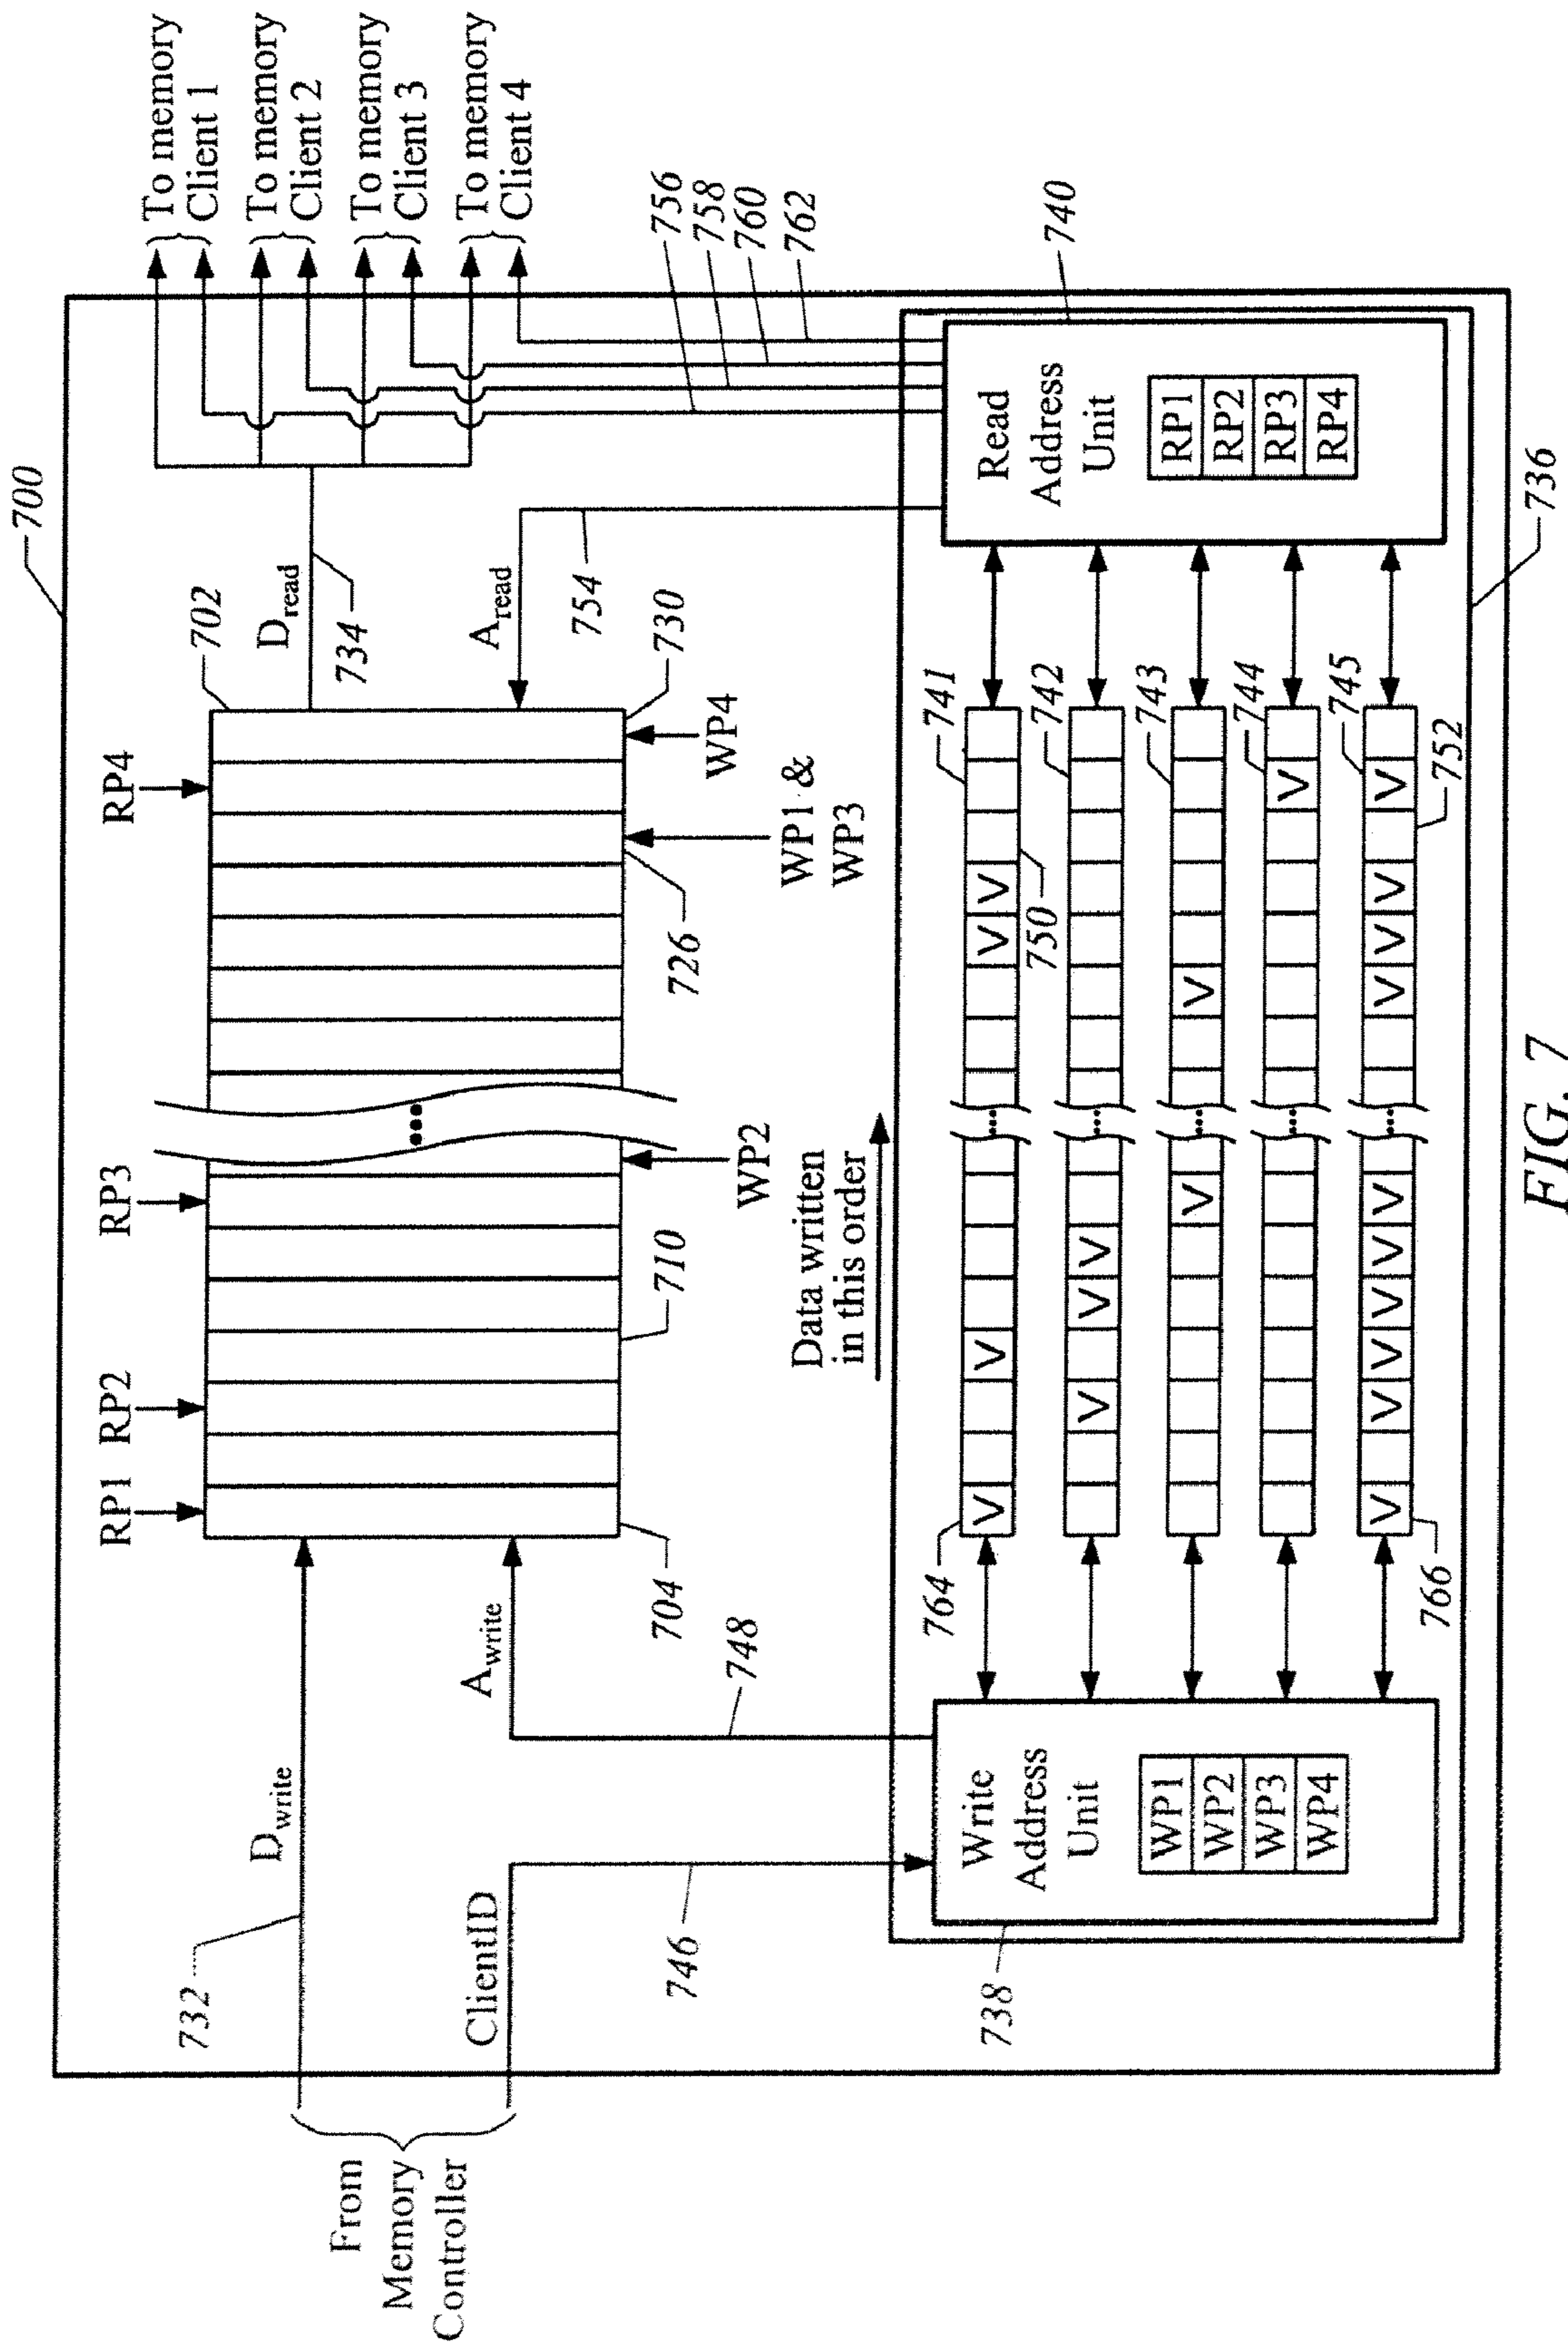 700
To memory
Client 1
To memory
Client 2
To memory
Client 3
To memory
Client 4
RP1
RP2
RP3
RP4
702
732
D write
D read
734
From
Memory
Controller
ClientID
A write
A read
754
704
710
726
730
WP2
WP1 &
WP3
WP4
746
748
756
758
760
762
Data written
in this order
738
Write
Address
Unit
WP1
WP2
WP3
WP4
764
V
V
V
V
741
750
V
V
V
742
V
V
743
V
744
V
V
V
V
V
V
V
V
V
V
745
766
752
740
Read
Address
Unit
RP1
RP2
RP3
RP4
736
FIG. 7